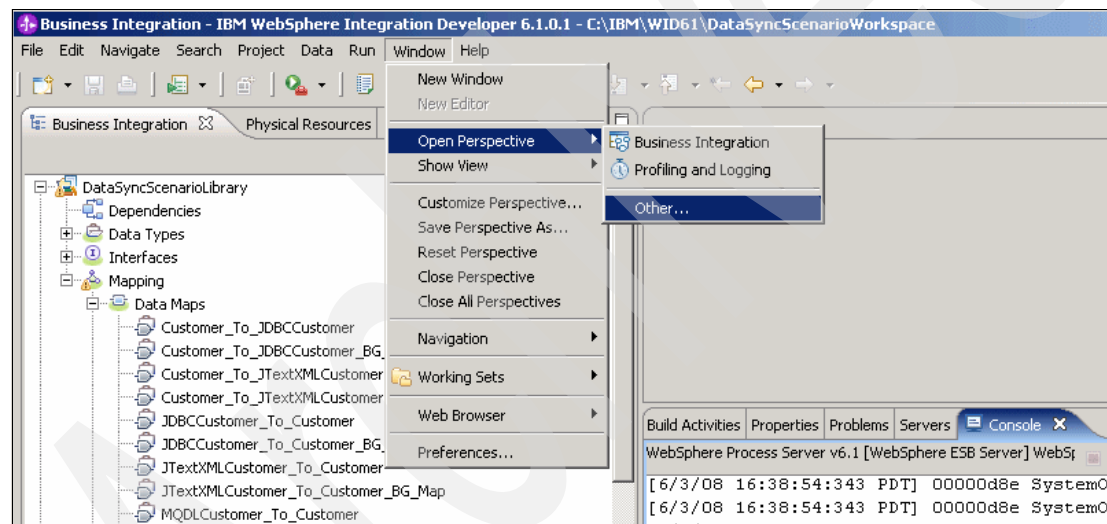 Business Integration - IBM WebSphere Integration Developer 6.1.0.1 - C:\IBM\WID61\DataSyncScenarioWorkspace
File Edit Navigate Search Project Data Run Window Help
New Window
New Editor
Business Integration Physical Resources
Open Perspective
Business Integration
Show View
Profiling and Logging
DataSyncScenarioLibrary
Customize Perspective...
Other...
Dependencies
Save Perspective As...
Data Types
Reset Perspective
Interfaces
Close Perspective
Mapping
Close All Perspectives
Data Maps
Customer_To_JDBCCustomer
Navigation
Customer_To_JDBCCustomer_BG_
Customer_To_JTextXMLCustomer
Working Sets
Customer_To_JTextXMLCustomer
JDBCCustomer_To_Customer
Web Browser
Build Activities Properties Problems Servers Console
JDBCCustomer_To_Customer_BG_
Preferences...
WebSphere Process Server v6.1 [WebSphere ESB Server] WebSp
JTextXMLCustomer_To_Customer
[6/3/08 16:38:54:343 PDT] 00000d8e SystemO
JTextXMLCustomer_To_Customer_BG_Map
[6/3/08 16:38:54:343 PDT] 00000d8e SystemO
MQDLCustomer_To_Customer